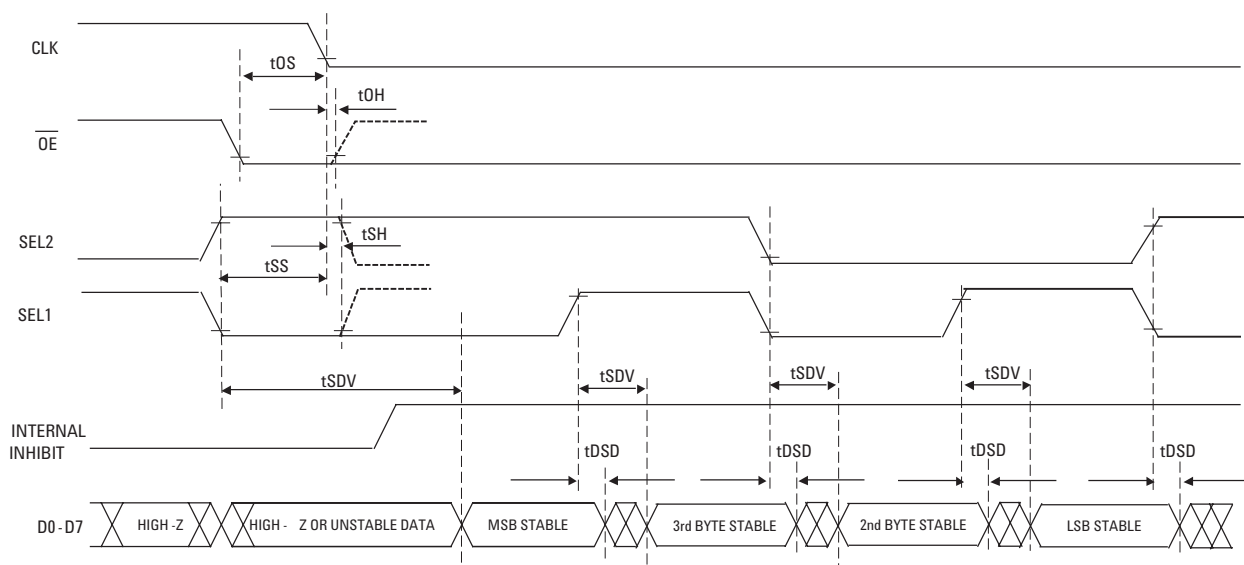 CLK
tOS
tOH
OE
SEL2
tSH
tSS
SEL1
tSDV
tSDV
tSDV
tSDV
INTERNAL
INHIBIT
tDSD
tDSD
tDSD
tDSD
D0-D7
HIGH -Z
HIGH - Z OR UNSTABLE DATA
MSB STABLE
3rd BYTE STABLE
2nd BYTE STABLE
LSB STABLE